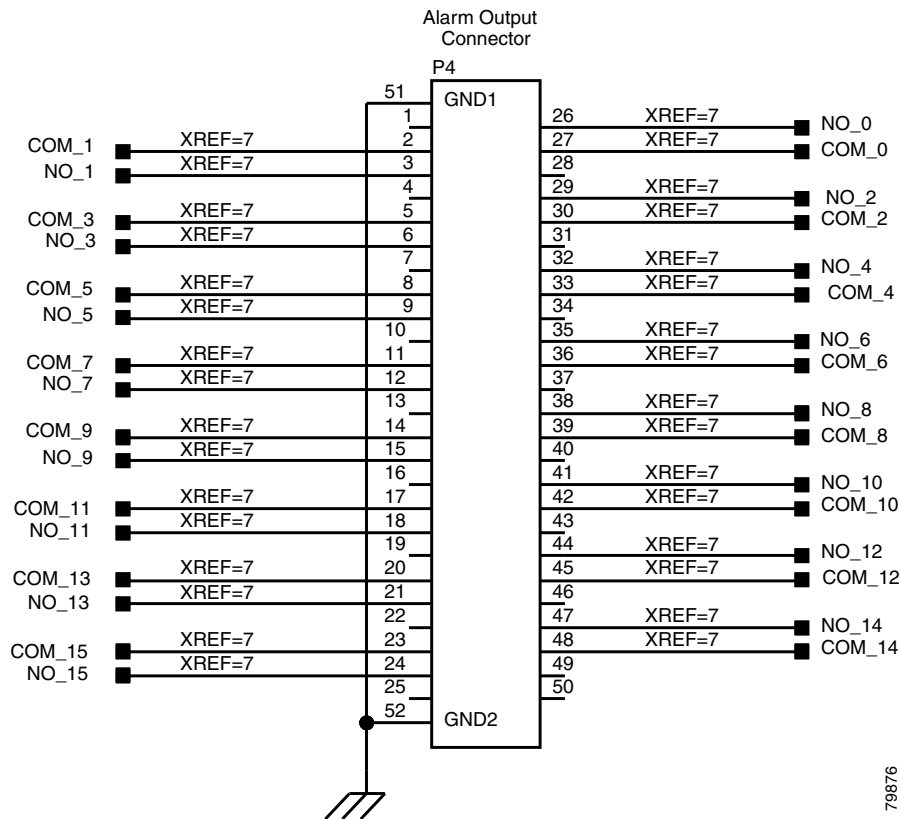 Alarm Output
Connector
P4
51 GND1
1 26 XREF=7 NO_0
COM_1 XREF=7 2 27 XREF=7 COM_0
NO_1 XREF=7 3 28
4 29 XREF=7 NO_2
COM_3 XREF=7 5 30 XREF=7 COM_2
NO_3 XREF=7 6 31
7 32 XREF=7 NO_4
COM_5 XREF=7 8 33 XREF=7 COM_4
NO_5 XREF=7 9 34
10 35 XREF=7 NO_6
COM_7 XREF=7 11 36 XREF=7 COM_6
NO_7 XREF=7 12 37
13 38 XREF=7 NO_8
COM_9 XREF=7 14 39 XREF=7 COM_8
NO_9 XREF=7 15 40
16 41 XREF=7 NO_10
COM_11 XREF=7 17 42 XREF=7 COM_10
NO_11 XREF=7 18 43
19 44 XREF=7 NO_12
COM_13 XREF=7 20 45 XREF=7 COM_12
NO_13 XREF=7 21 46
22 47 XREF=7 NO_14
COM_15 XREF=7 23 48 XREF=7 COM_14
NO_15 XREF=7 24 49
25 50
52 GND2
79876